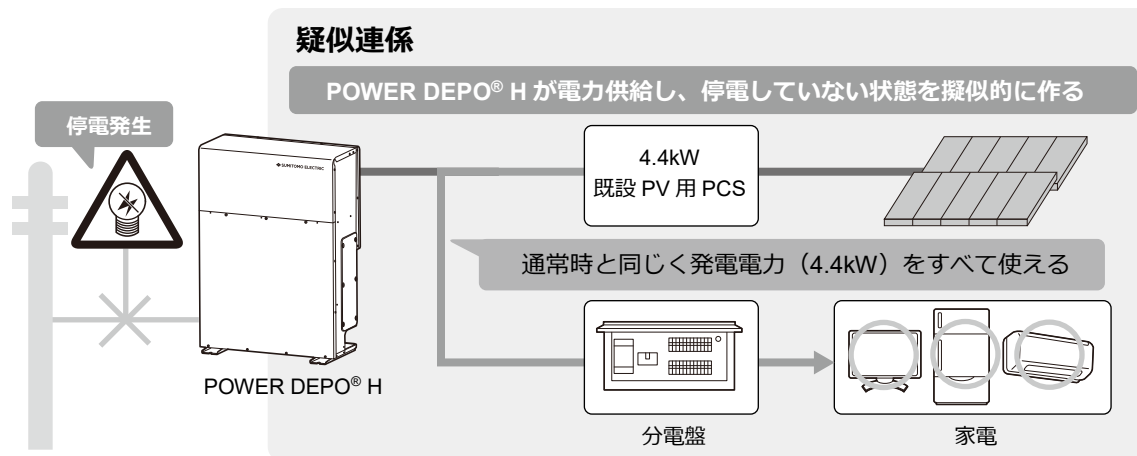 疑似連係
POWER DEPO® H が電力供給し、停電していない状態を擬似的に作る
停電発生
SUMITOMO ELECTRIC
4.4kW
既設 PV 用 PCS
通常時と同じく発電電力（4.4kW）をすべて使える
POWER DEPO® H
分電盤
家電